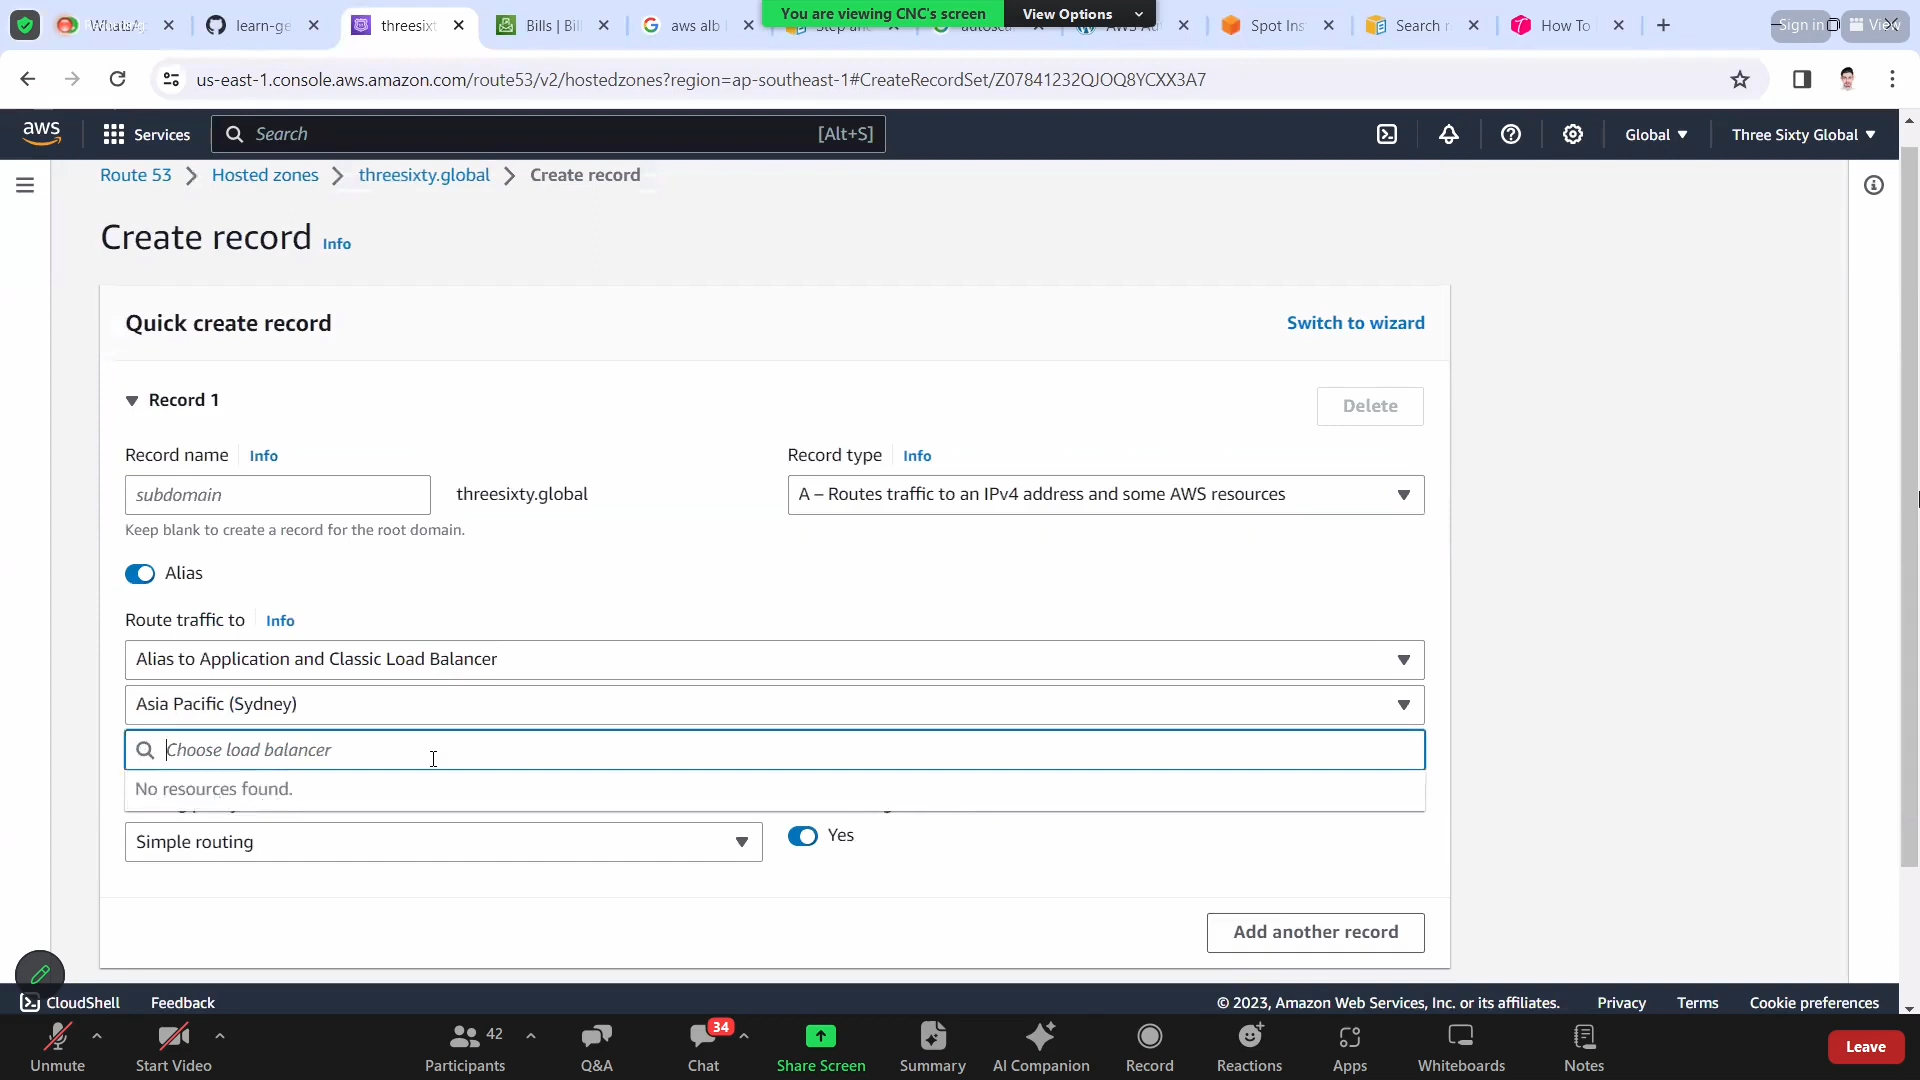 learn-ge
threesixt
Bills | Bil
aws alb l
autosca
Spot Ins
Search r
How To
You are viewing CNC's screen
View Options
Sign in
View
us-east-1.console.aws.amazon.com/route53/v2/hostedzones?region=ap-southeast-1#CreateRecordSet/Z07841232QJOQ8YCXX3A7
aws
Services
Search
[Alt+S]
Global
Three Sixty Global
Route 53
Hosted zones
threesixty.global
Create record
Create record Info
Quick create record
Switch to wizard
Record 1
Delete
Record name Info
Record type Info
subdomain
threesixty.global
A – Routes traffic to an IPv4 address and some AWS resources
Keep blank to create a record for the root domain.
Alias
Route traffic to Info
Alias to Application and Classic Load Balancer
Asia Pacific (Sydney)
Choose load balancer
No resources found.
Simple routing
Yes
Add another record
CloudShell
Feedback
© 2023, Amazon Web Services, Inc. or its affiliates.
Privacy
Terms
Cookie preferences
42
34
Unmute
Start Video
Participants
Q&A
Chat
Share Screen
Summary
AI Companion
Record
Reactions
Apps
Whiteboards
Notes
Leave